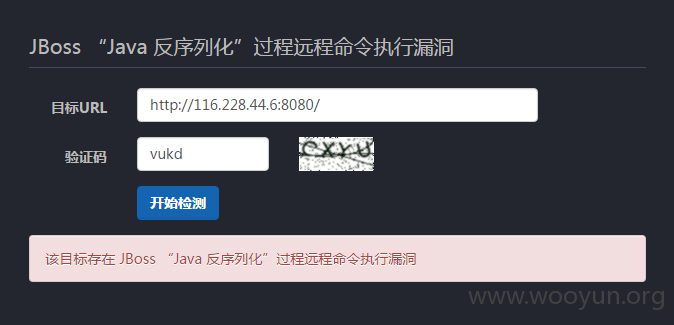 JBoss “Java 反序列化”过程远程命令执行漏洞
目标URL http://116.228.44.6:8080/
验证码 vukd CXYU
开始检测
该目标存在 JBoss “Java 反序列化”过程远程命令执行漏洞
www.wooyun.org